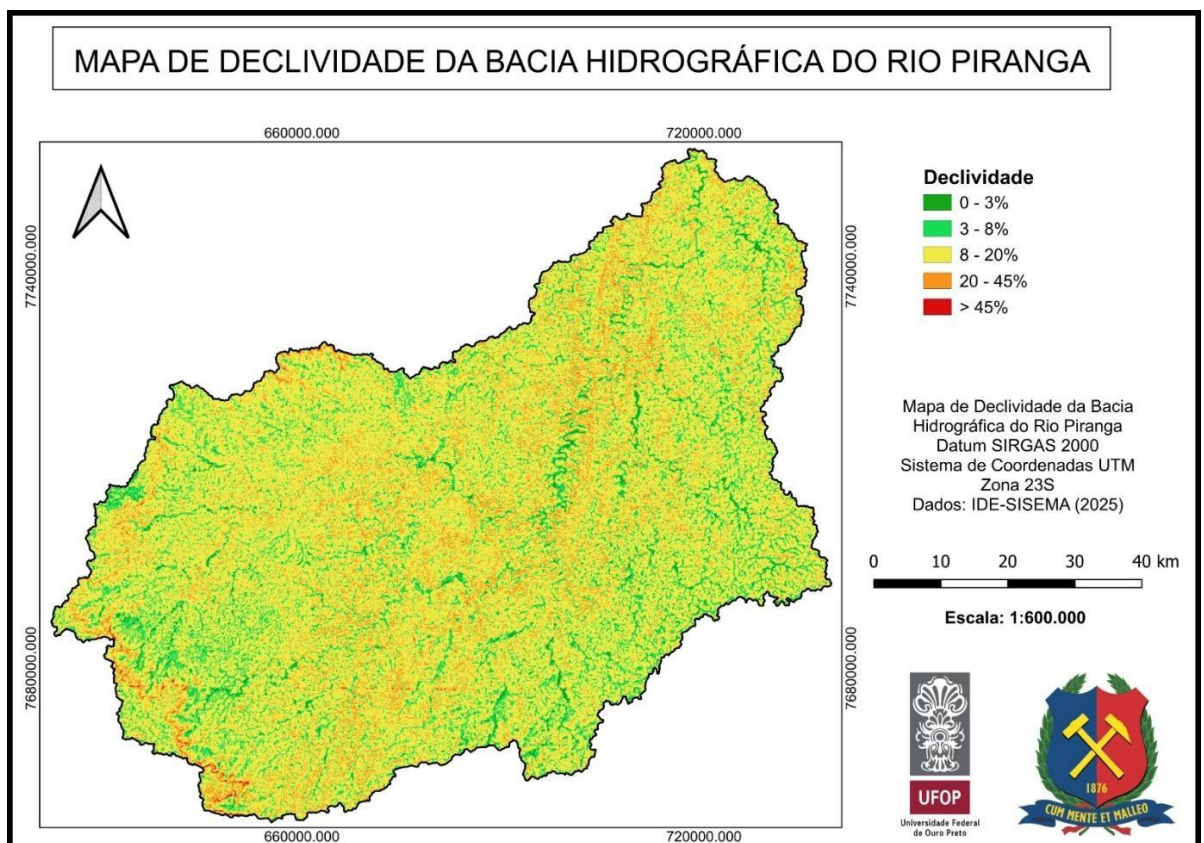 MAPA DE DECLIVIDADE DA BACIA HIDROGRÁFICA DO RIO PIRANGA
660000.000
720000.000
7740000.000
7740000.000
Declividade
0 - 3%
3 - 8%
8 - 20%
20 - 45%
> 45%
Mapa de Declividade da Bacia
Hidrográfica do Rio Piranga
Datum SIRGAS 2000
Sistema de Coordenadas UTM
Zona 23S
Dados: IDE-SISEMA (2025)
0 10 20 30 40 km
Escala: 1:600.000
7680000.000
7680000.000
UFOP
Universidade Federal
de Ouro Preto
1876
CUM MENTE ET MALLEO
660000.000
720000.000